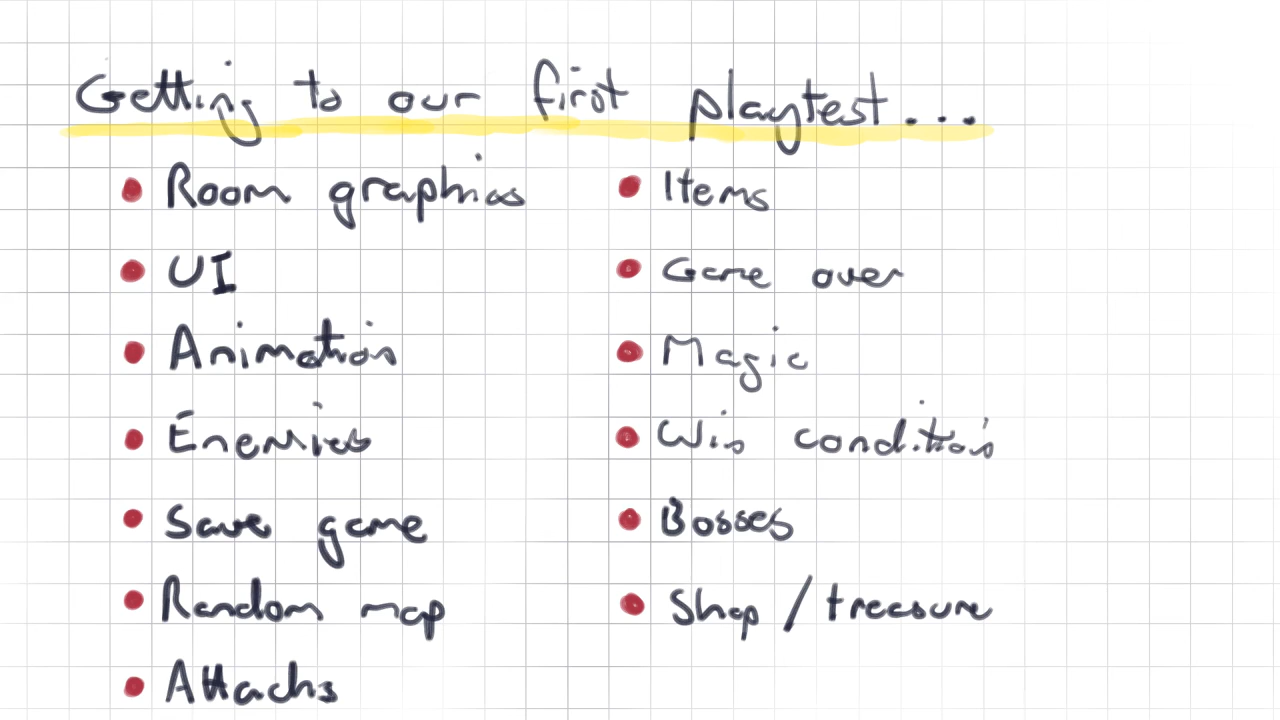 Getting to our first playtest...
• Room graphics
• UI
• Animation
• Enemies
• Save game
• Random map
• Attacks
• Items
• Game over
• Magic
• Win condition
• Bosses
• Shop / treasure